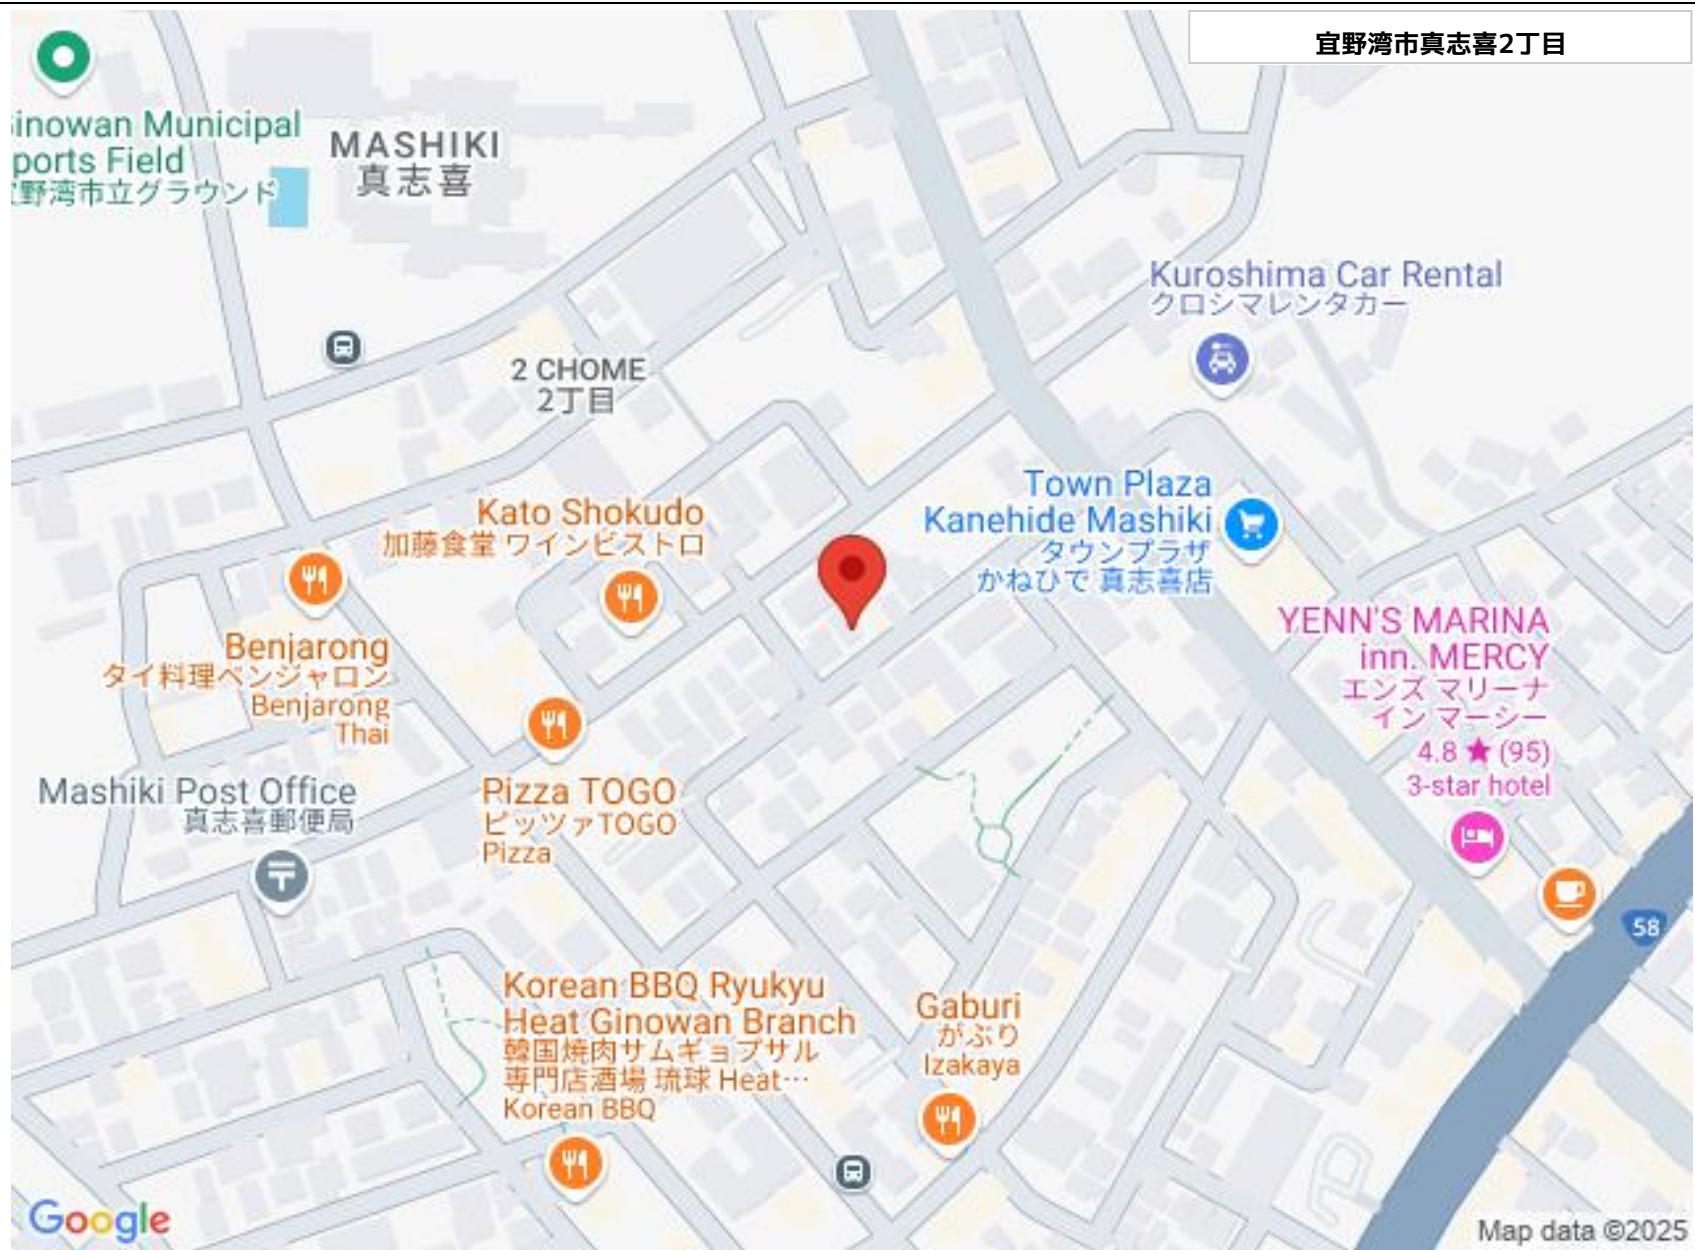 宜野湾市真志喜2丁目
inowan Municipal
ports Field
野湾市立グラウンド
MASHIKI
真志喜
Kuroshima Car Rental
クロシマレンタカー
2 CHOME
2丁目
Kato Shokudo
加藤食堂 ワインビストロ
Town Plaza
Kanehide Mashiki
タウンプラザ
かねひで 真志喜店
YENN'S MARINA
inn. MERCY
エンズ マリーナ
イン マーシー
4.8 ★ (95)
3-star hotel
Benjarong
タイ料理ベンジャロン
Benjarong
Thai
Mashiki Post Office
真志喜郵便局
Pizza TOGO
ピッツァTOGO
Pizza
58
Korean BBQ Ryukyu
Heat Ginowan Branch
韓国焼肉サムギョプサル
専門店酒場 琉球 Heat…
Korean BBQ
Gaburi
がぶり
Izakaya
Google
Map data ©2025